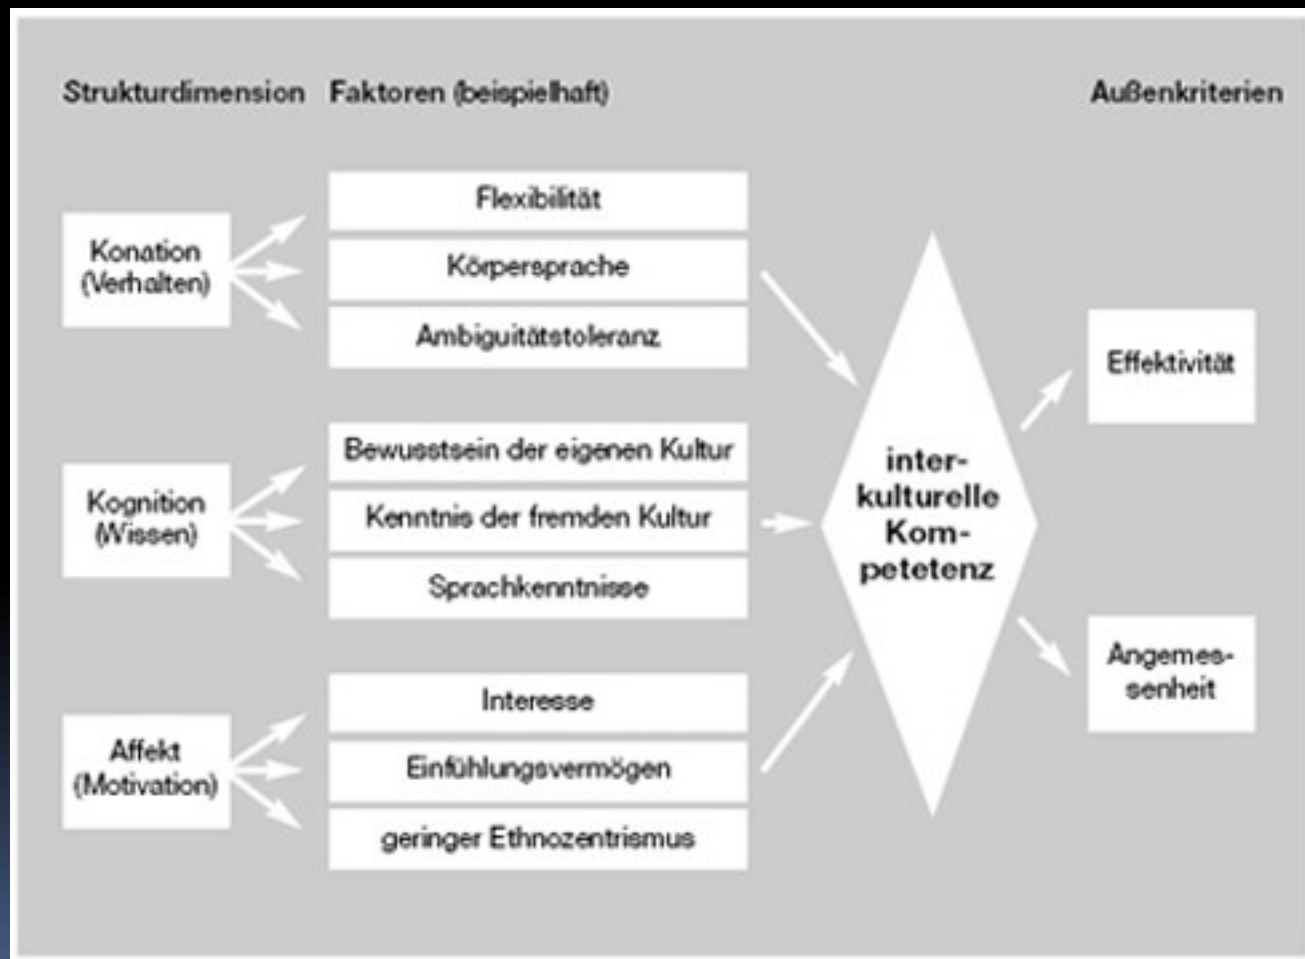 Strukturdimension Faktoren (beispielhaft) Außenkriterien
Konation
(Verhalten)
Flexibilität
Körpersprache
Ambiguitätstoleranz
Kognition
(Wissen)
Bewusstsein der eigenen Kultur
Kenntnis der fremden Kultur
Sprachkenntnisse
Affekt
(Motivation)
Interesse
Einfühlungsvermögen
geringer Ethnozentrismus
inter-
kulturelle
Kom-
petetenz
Effektivität
Angemes-
senheit